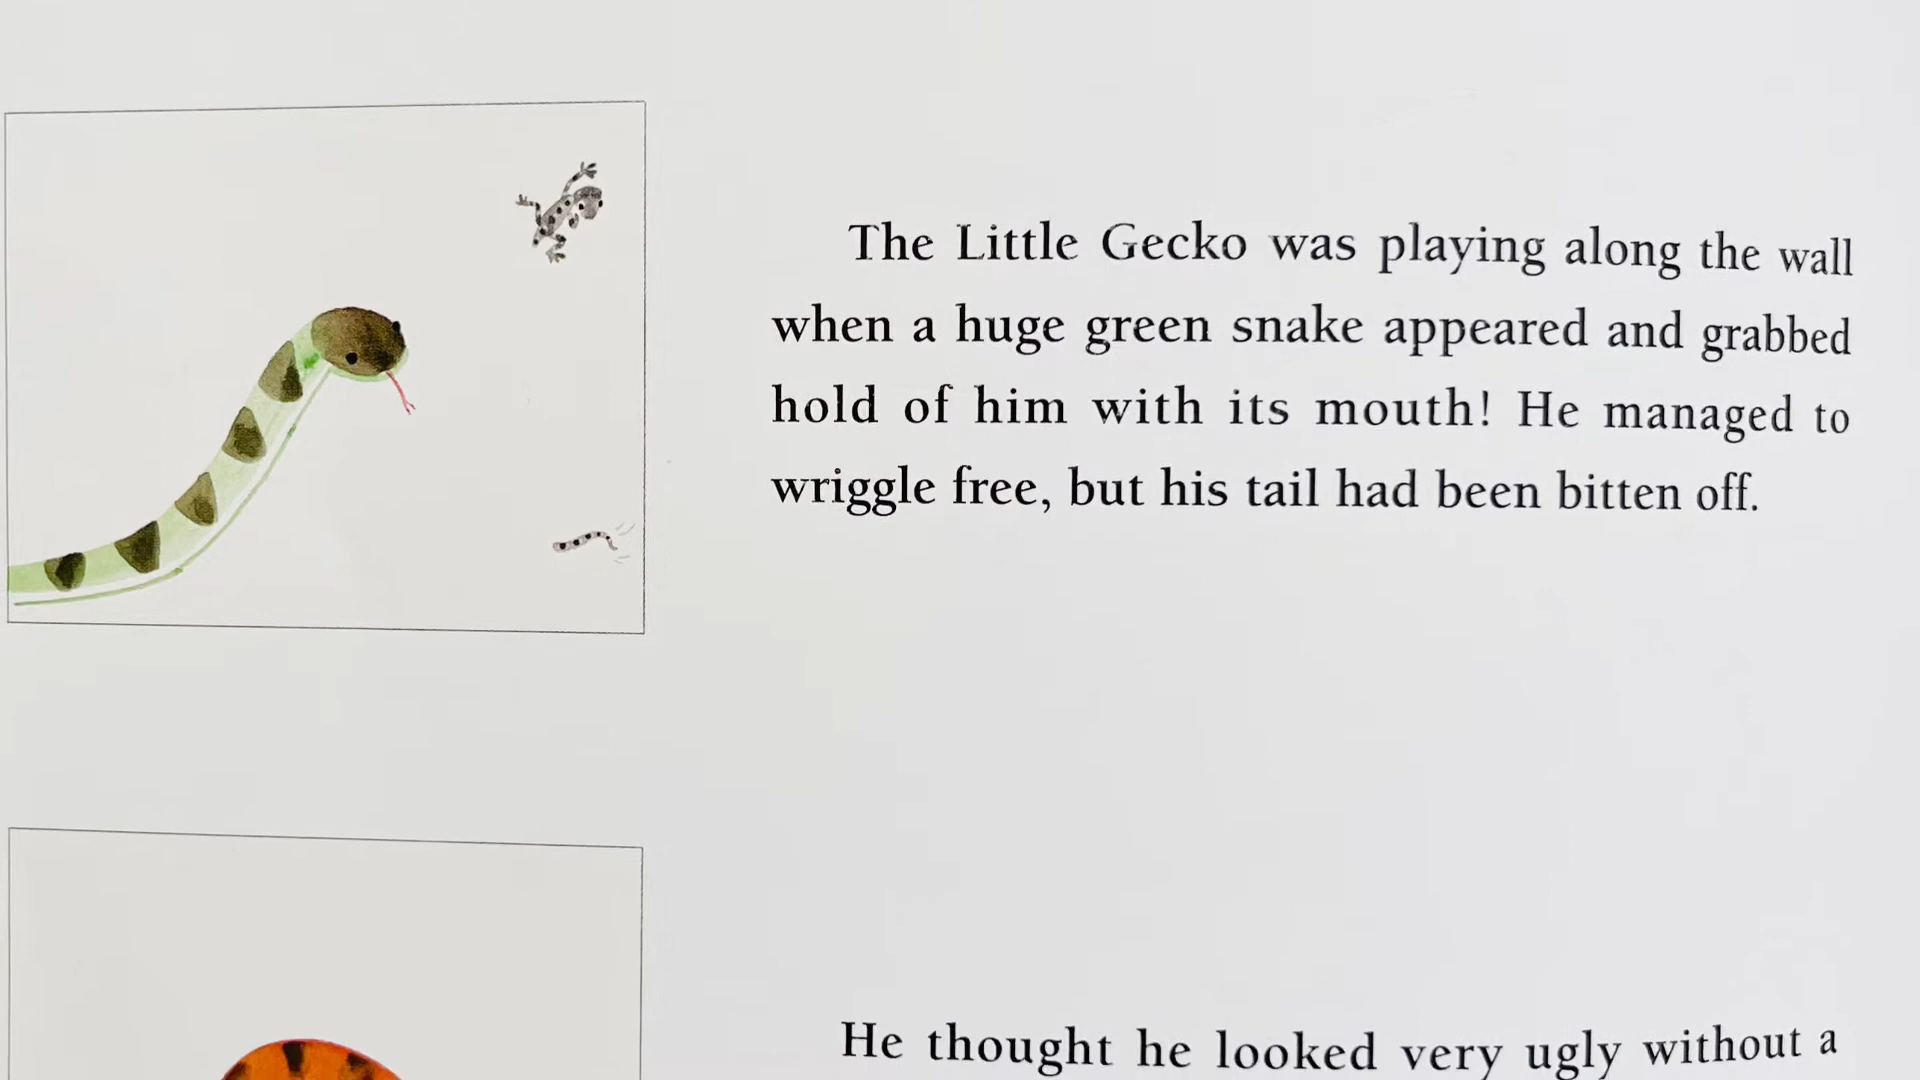 The Little Gecko was playing along the wall
when a huge green snake appeared and grabbed
hold of him with its mouth! He managed to
wriggle free, but his tail had been bitten off.
He thought he looked very ugly without a